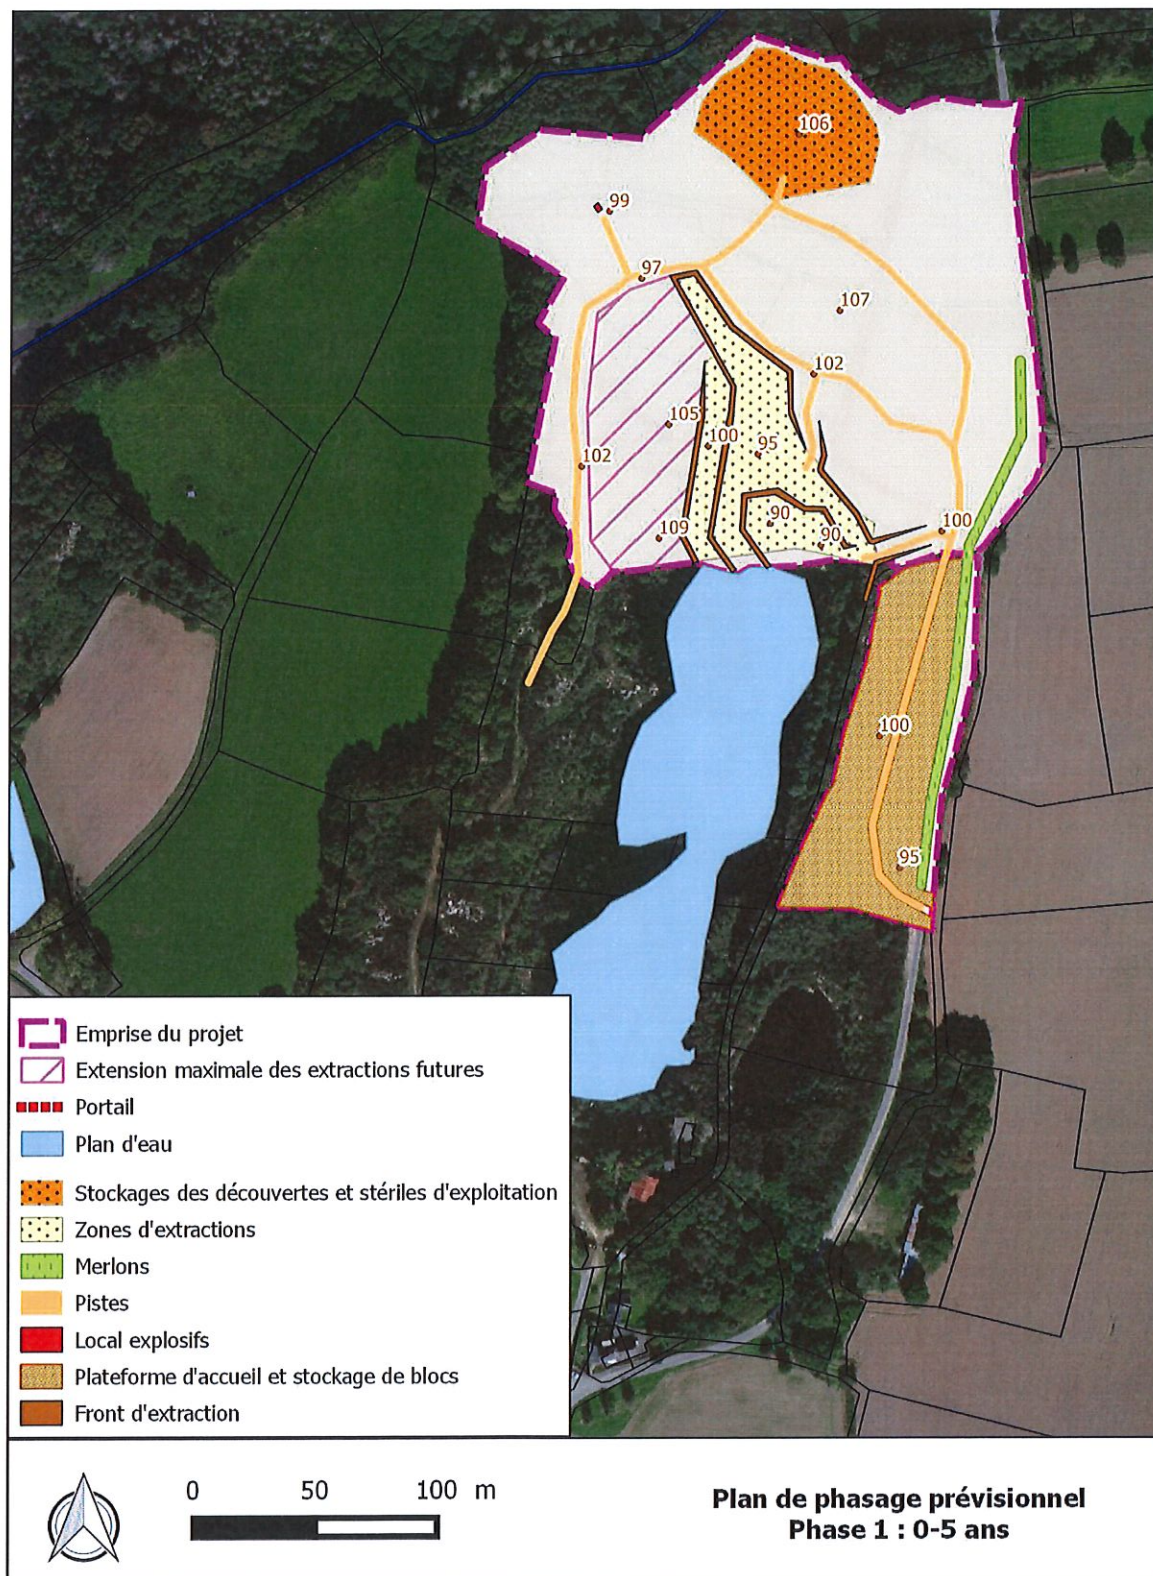 106
99
97
107
102
105
100
95
102
90
109
90
100
100
95
Emprise du projet
Extension maximale des extractions futures
Portail
Plan d'eau
Stockages des découvertes et stériles d'exploitation
Zones d'extractions
Merlons
Pistes
Local explosifs
Plateforme d'accueil et stockage de blocs
Front d'extraction
0 50 100 m
Plan de phasage prévisionnel
Phase 1 : 0-5 ans